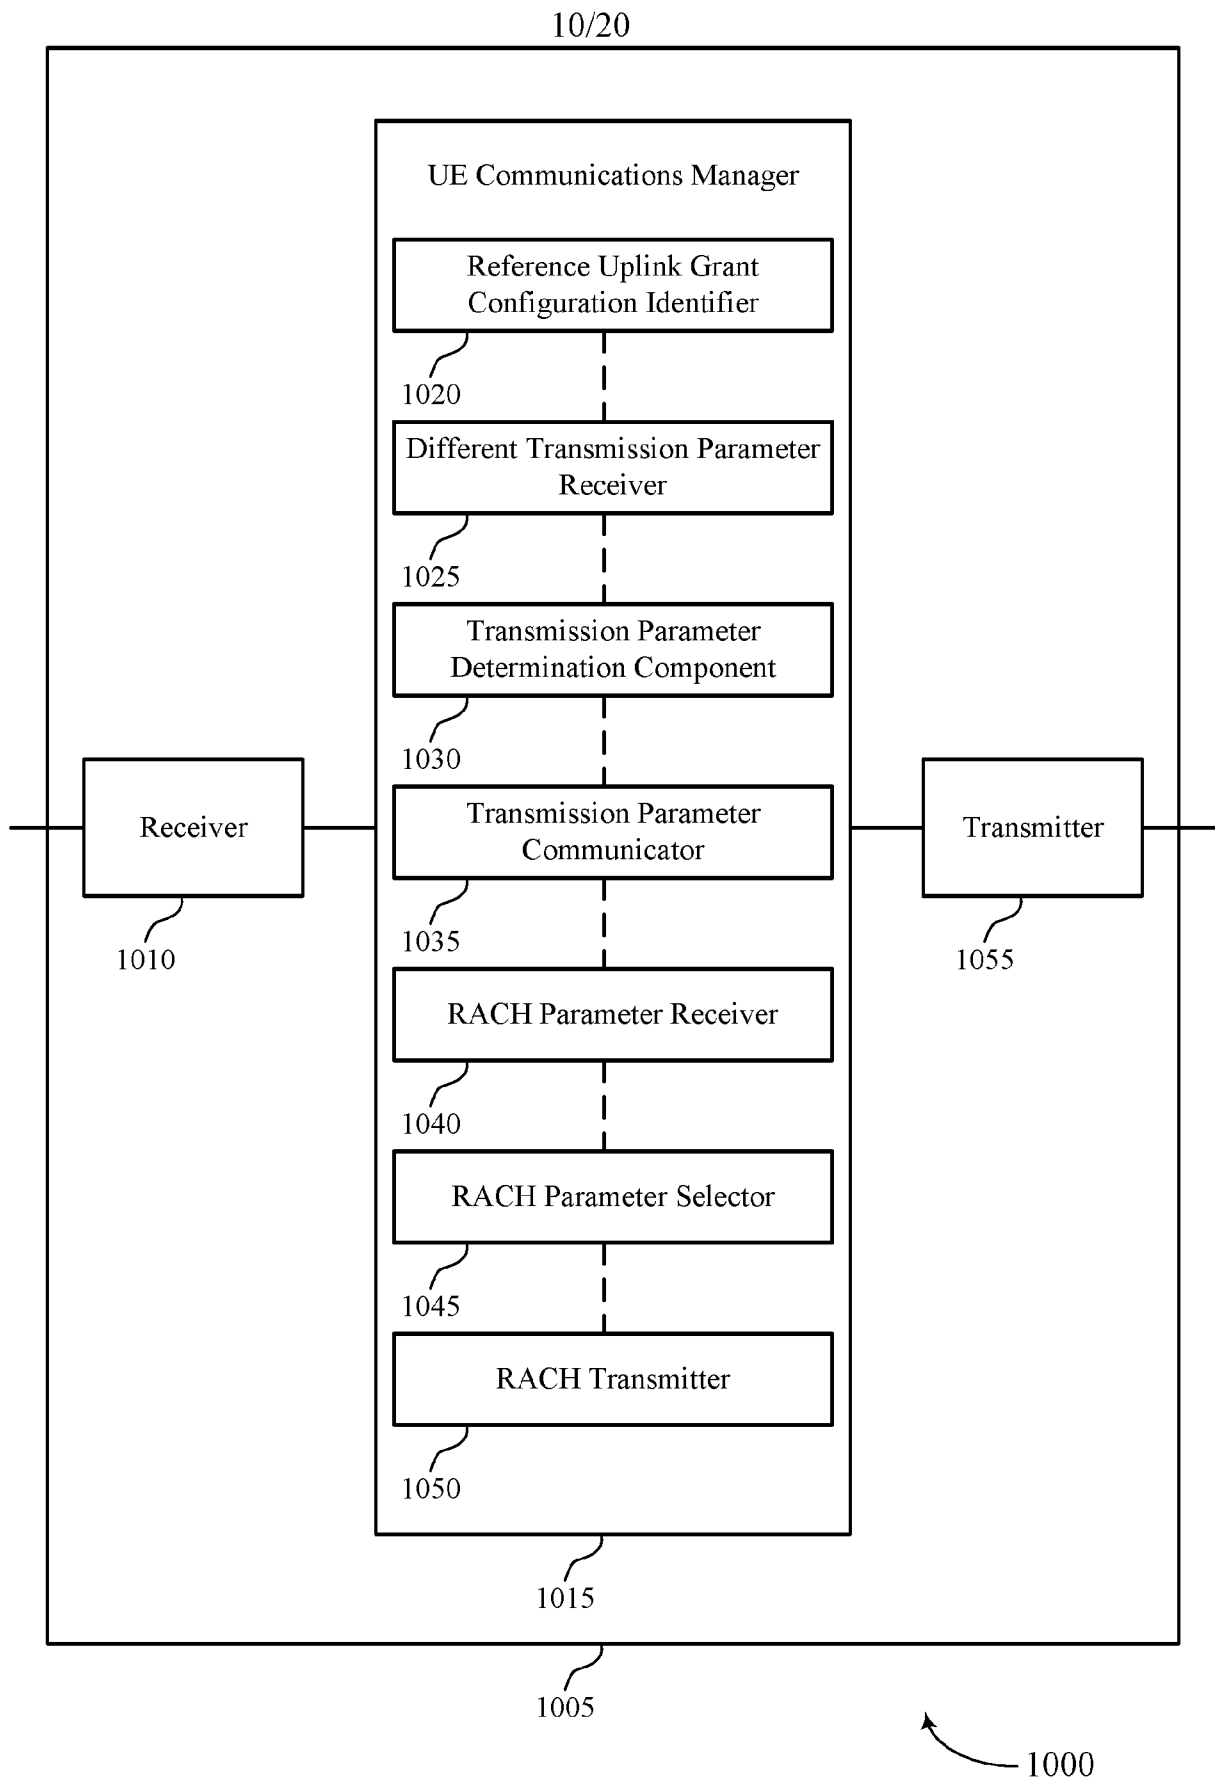 10/20
UE Communications Manager
Reference Uplink Grant
Configuration Identifier
1020
Different Transmission Parameter
Receiver
1025
Transmission Parameter
Determination Component
1030
Receiver
1010
Transmission Parameter
Communicator
1035
Transmitter
1055
RACH Parameter Receiver
1040
RACH Parameter Selector
1045
RACH Transmitter
1050
1015
1005
1000